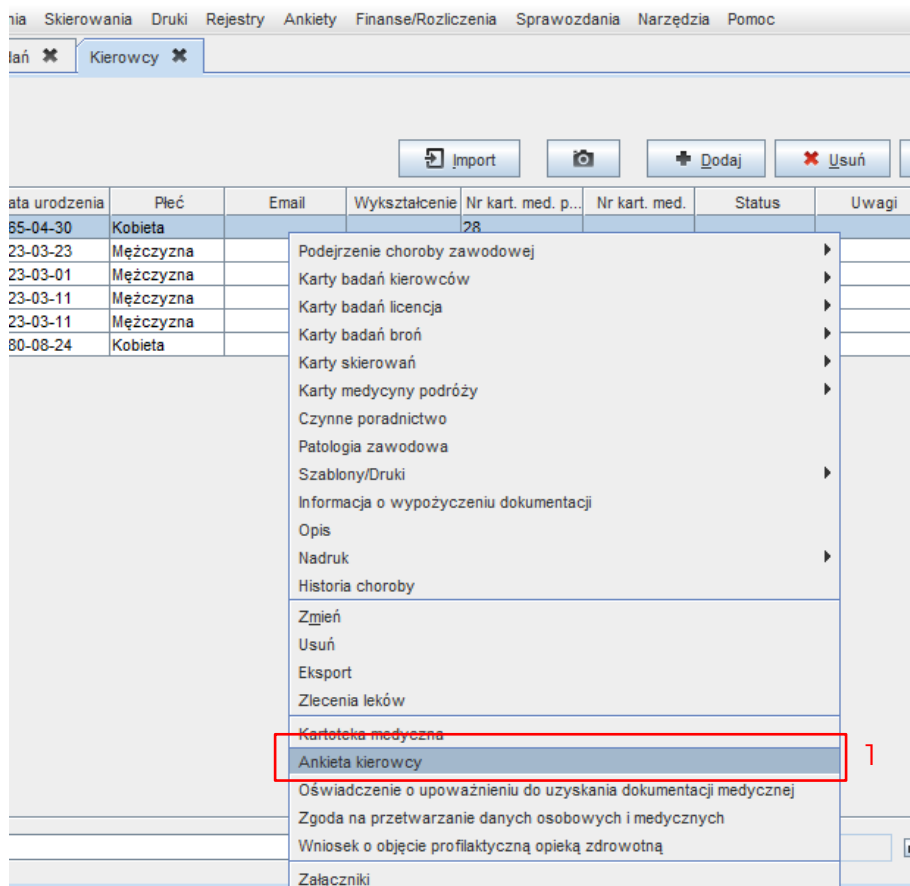 nia Skierowania Druki Rejestry Ankiety Finanse/Rozliczenia Sprawozdania Narzędzia Pomoc
dań Kierowcy
Import Dodaj Usuń
ata urodzenia Płeć Email Wykształcenie Nr kart. med. p... Nr kart. med. Status Uwagi
65-04-30 Kobieta 28
23-03-23 Mężczyzna
23-03-01 Mężczyzna
23-03-11 Mężczyzna
23-03-11 Mężczyzna
80-08-24 Kobieta
Podejrzenie choroby zawodowej
Karty badań kierowców
Karty badań licencja
Karty badań broń
Karty skierowań
Karty medycyny podróży
Czynne poradnictwo
Patologia zawodowa
Szablony/Druki
Informacja o wypożyczeniu dokumentacji
Opis
Nadruk
Historia choroby
Zmień
Usuń
Eksport
Zlecenia leków
Kartoteka medyczna
Ankieta kierowcy 1
Oświadczenie o upoważnieniu do uzyskania dokumentacji medycznej
Zgoda na przetwarzanie danych osobowych i medycznych
Wniosek o objęcie profilaktyczną opieką zdrowotną
Załączniki